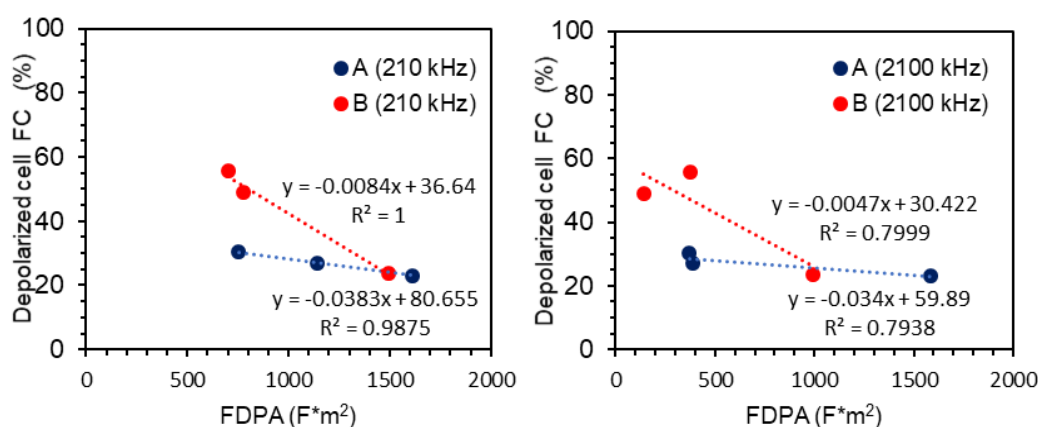 100
80
60
40
20
0
Depolarized cell FC (%)
A (210 kHz)
B (210 kHz)
y = -0.0084x + 36.64
R² = 1
y = -0.0383x + 80.655
R² = 0.9875
0 500 1000 1500 2000
FDPA (F*m²)
100
80
60
40
20
0
Depolarized cell FC (%)
A (2100 kHz)
B (2100 kHz)
y = -0.0047x + 30.422
R² = 0.7999
y = -0.034x + 59.89
R² = 0.7938
0 500 1000 1500 2000
FDPA (F*m²)